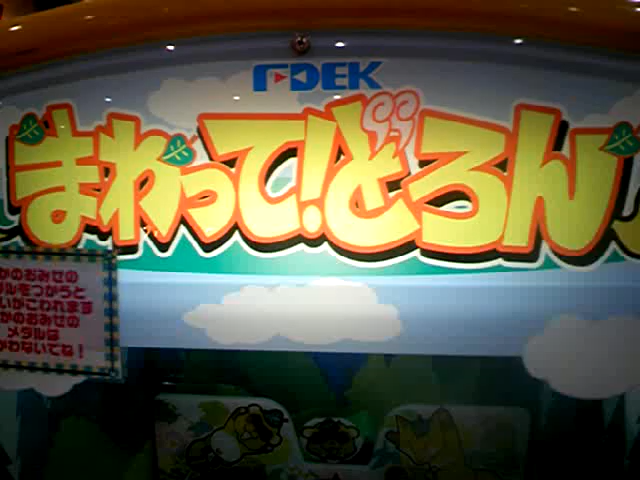 FDEK
まわって!どろん
かのおみせの
ルをつかうと
いがこわれます
かのおみせの
メダルは
かわないでね!